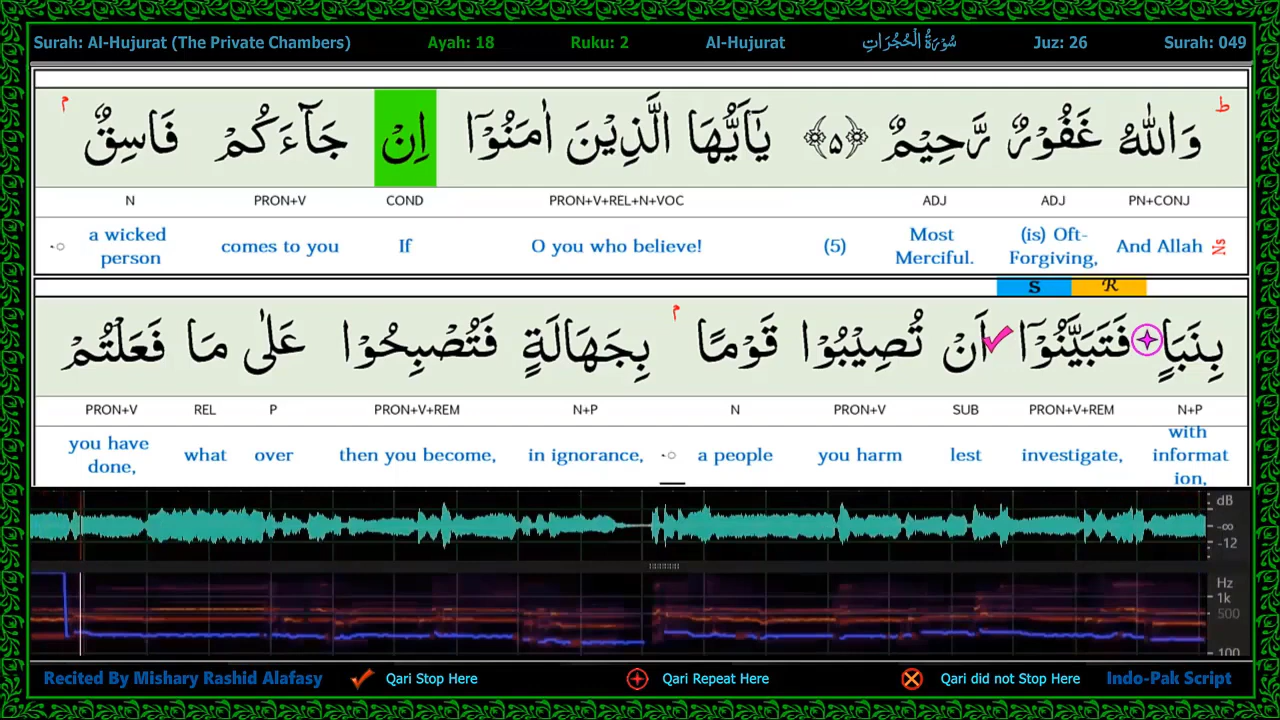 Surah: Al-Hujurat (The Private Chambers) Ayah: 18 Ruku: 2 Al-Hujurat سُوْرَةُ الْحُجُرَاتِ Juz: 26 Surah: 049
وَاللّٰهُ غَفُوْرٌ رَّحِيْمٌ ﴿۵﴾ يٰۤاَيُّهَا الَّذِيْنَ اٰمَنُوْۤا اِنْ جَآءَكُمْ فَاسِقٌۢ
N PRON+V COND PRON+V+REL+N+VOC ADJ ADJ PN+CONJ
a wicked person comes to you If O you who believe! (5) Most Merciful. (is) Oft-Forgiving, And Allah Ns
S R
بِنَبَاٍ فَتَبَيَّنُوْۤا اَنْ تُصِيْبُوْا قَوْمًاۢ بِجَهَالَةٍ فَتُصْبِحُوْا عَلٰى مَا فَعَلْتُمْ
PRON+V REL P PRON+V+REM N+P N PRON+V SUB PRON+V+REM N+P
you have done, what over then you become, in ignorance, a people you harm lest investigate, with information,
dB
-∞
-12
Hz
1k
500
100
Recited By Mishary Rashid Alafasy Qari Stop Here Qari Repeat Here Qari did not Stop Here Indo-Pak Script